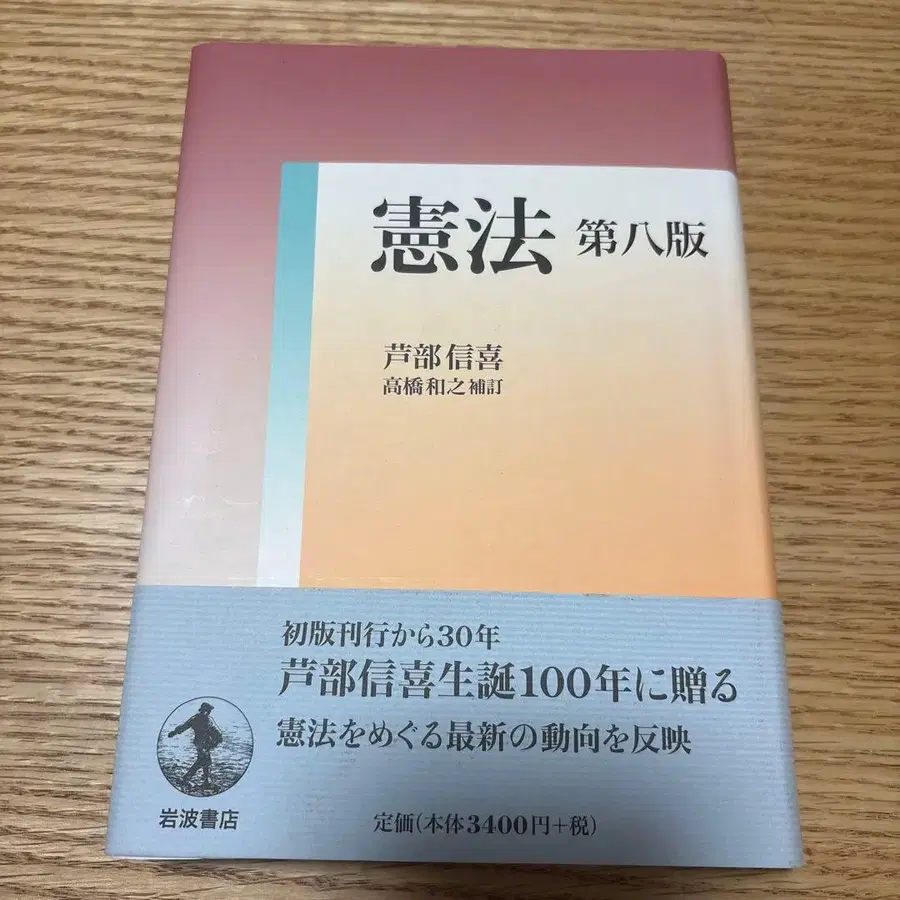 憲法 第八版
芦部信喜
高橋和之補訂
初版刊行から30年
芦部信喜生誕100年に贈る
憲法をめぐる最新の動向を反映
岩波書店
定価(本体3400円+税)